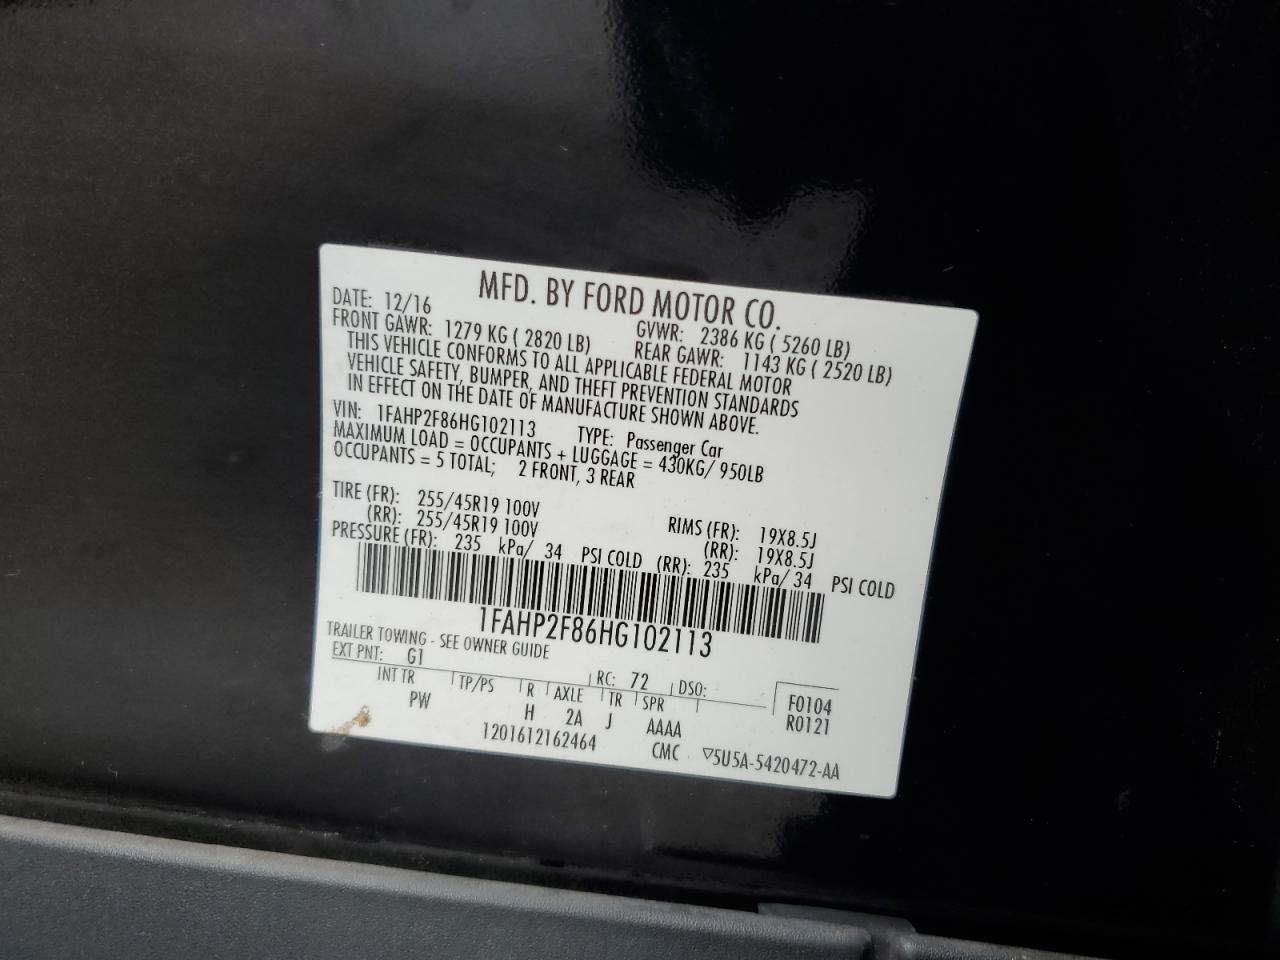 MFD. BY FORD MOTOR CO.
DATE: 12/16 GVWR: 2386 KG ( 5260 LB)
FRONT GAWR: 1279 KG ( 2820 LB) REAR GAWR: 1143 KG ( 2520 LB)
THIS VEHICLE CONFORMS TO ALL APPLICABLE FEDERAL MOTOR
VEHICLE SAFETY, BUMPER, AND THEFT PREVENTION STANDARDS
IN EFFECT ON THE DATE OF MANUFACTURE SHOWN ABOVE.
VIN: 1FAHP2F86HG102113 TYPE: Passenger Car
MAXIMUM LOAD = OCCUPANTS + LUGGAGE = 430KG/ 950LB
OCCUPANTS = 5 TOTAL; 2 FRONT, 3 REAR
TIRE (FR): 255/45R19 100V RIMS (FR): 19X8.5J
(RR): 255/45R19 100V (RR): 19X8.5J
PRESSURE (FR): 235 kPa/ 34 PSI COLD (RR): 235 kPa/ 34 PSI COLD
1FAHP2F86HG102113
TRAILER TOWING - SEE OWNER GUIDE
EXT PNT: G1 RC: 72 DSO:
INT TR TP/PS R AXLE TR SPR F0104
PW H 2A J AAAA R0121
1201612162464 CMC ▽5U5A-5420472-AA